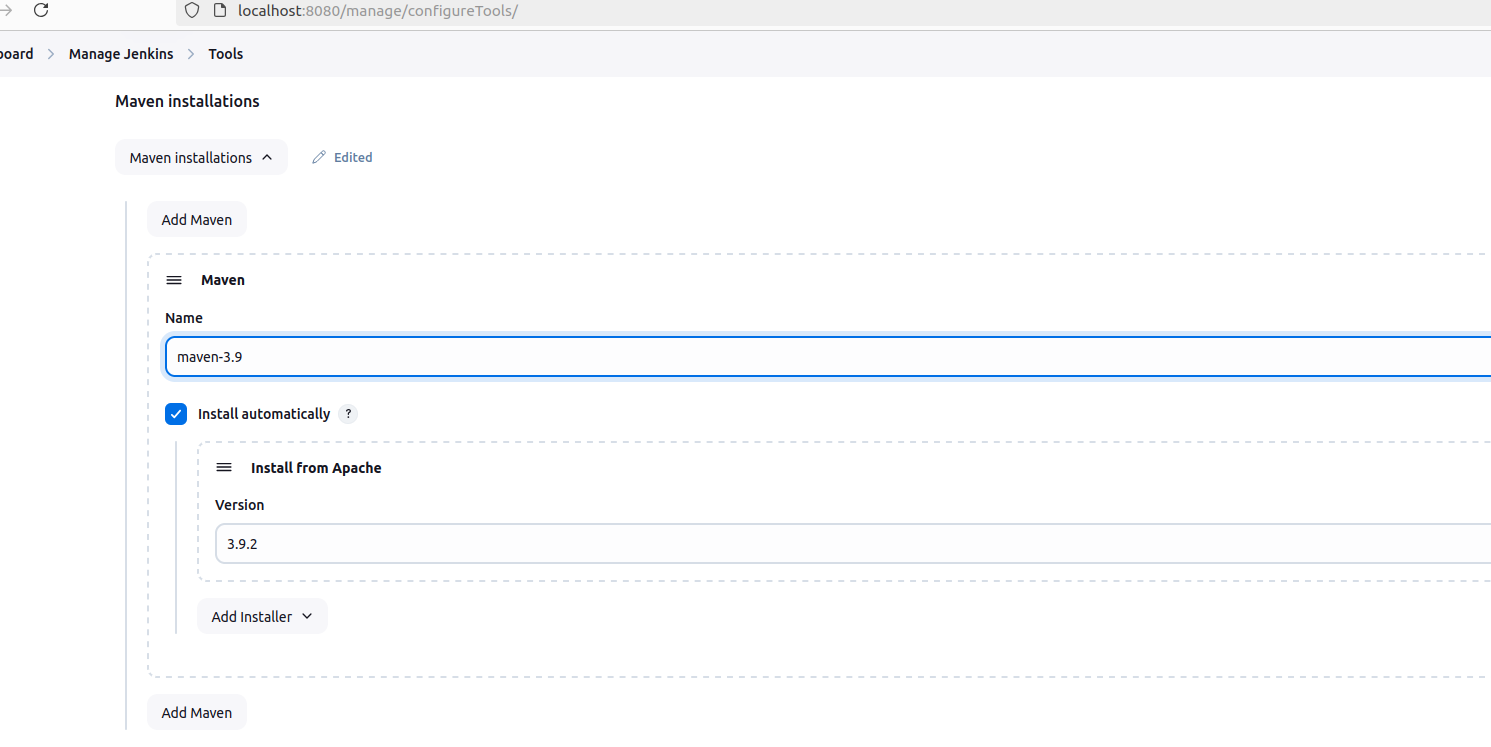 localhost:8080/manage/configureTools/
board > Manage Jenkins > Tools
Maven installations
Maven installations Edited
Add Maven
Maven
Name
maven-3.9
Install automatically ?
Install from Apache
Version
3.9.2
Add Installer
Add Maven